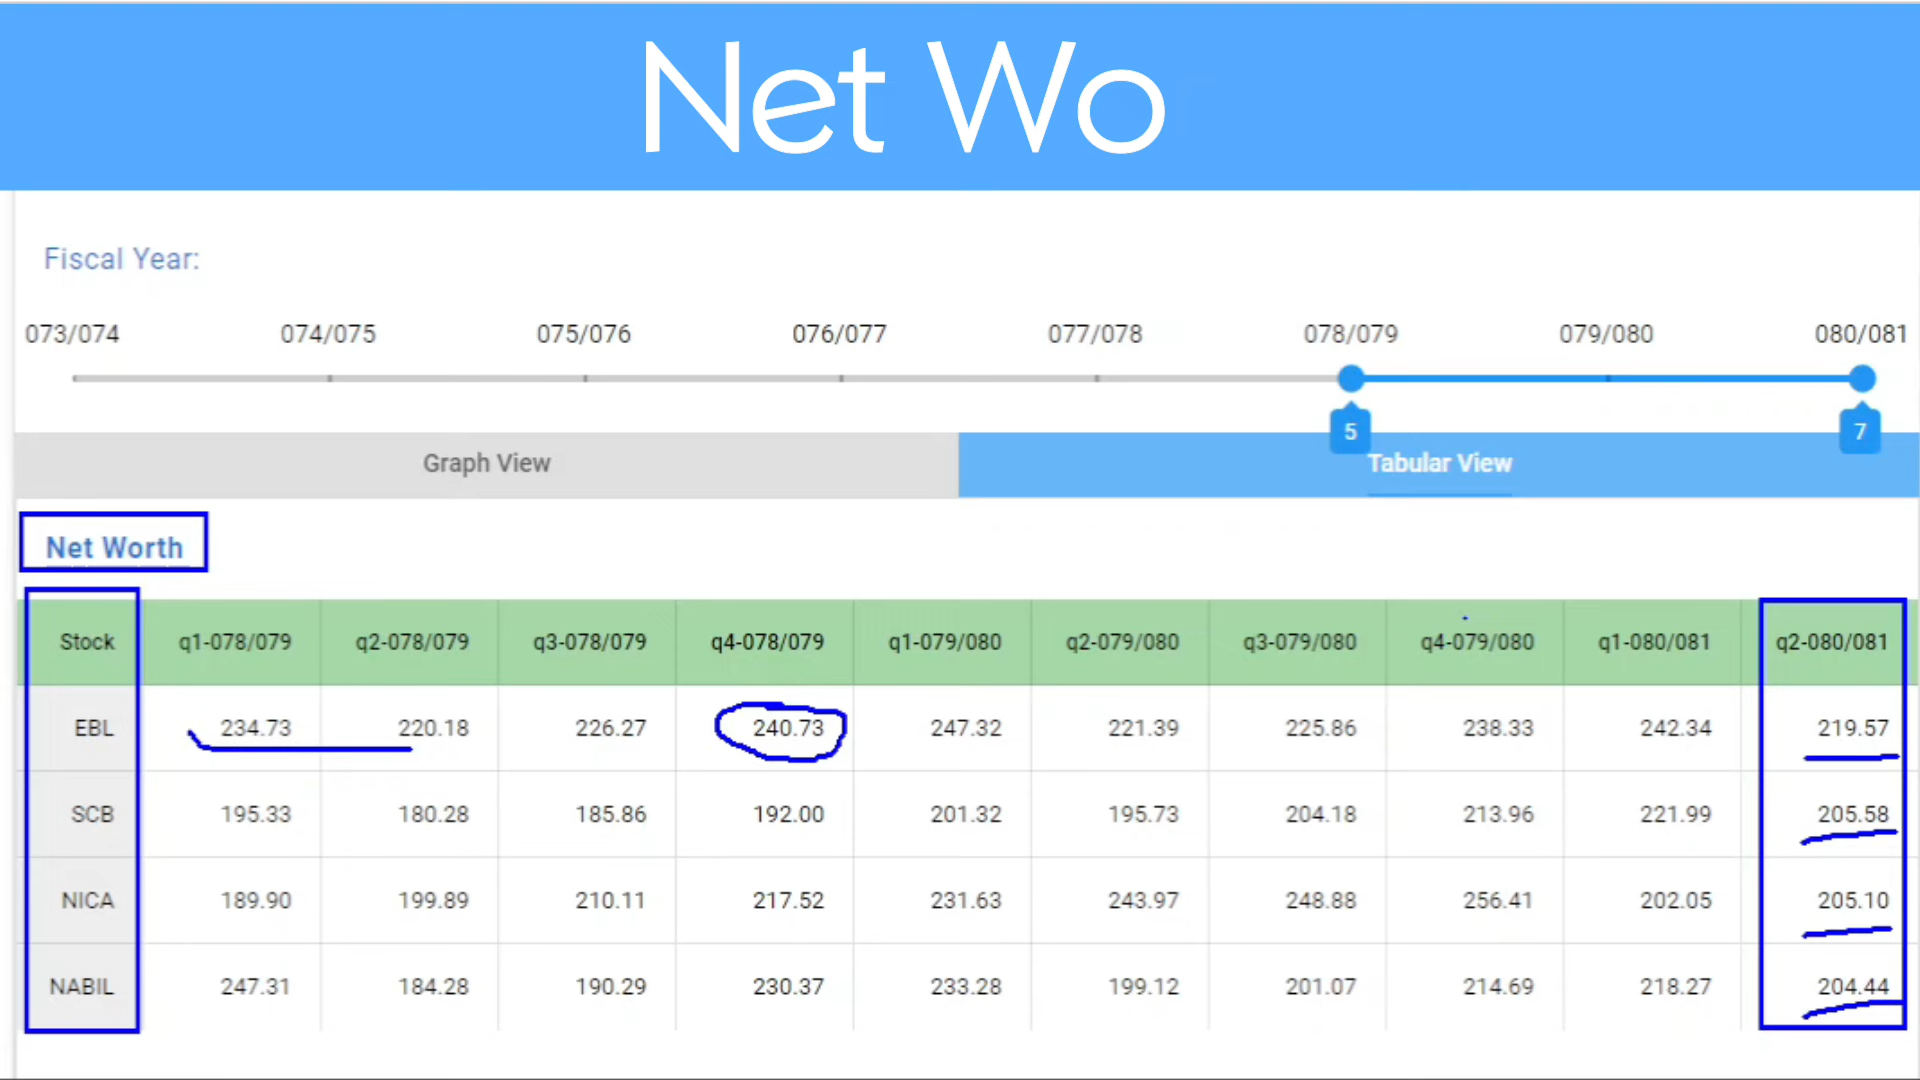 Net Wo
Fiscal Year:
073/074 074/075 075/076 076/077 077/078 078/079 079/080 080/081
5 7
Graph View Tabular View
Net Worth
Stock q1-078/079 q2-078/079 q3-078/079 q4-078/079 q1-079/080 q2-079/080 q3-079/080 q4-079/080 q1-080/081 q2-080/081
EBL 234.73 220.18 226.27 240.73 247.32 221.39 225.86 238.33 242.34 219.57
SCB 195.33 180.28 185.86 192.00 201.32 195.73 204.18 213.96 221.99 205.58
NICA 189.90 199.89 210.11 217.52 231.63 243.97 248.88 256.41 202.05 205.10
NABIL 247.31 184.28 190.29 230.37 233.28 199.12 201.07 214.69 218.27 204.44